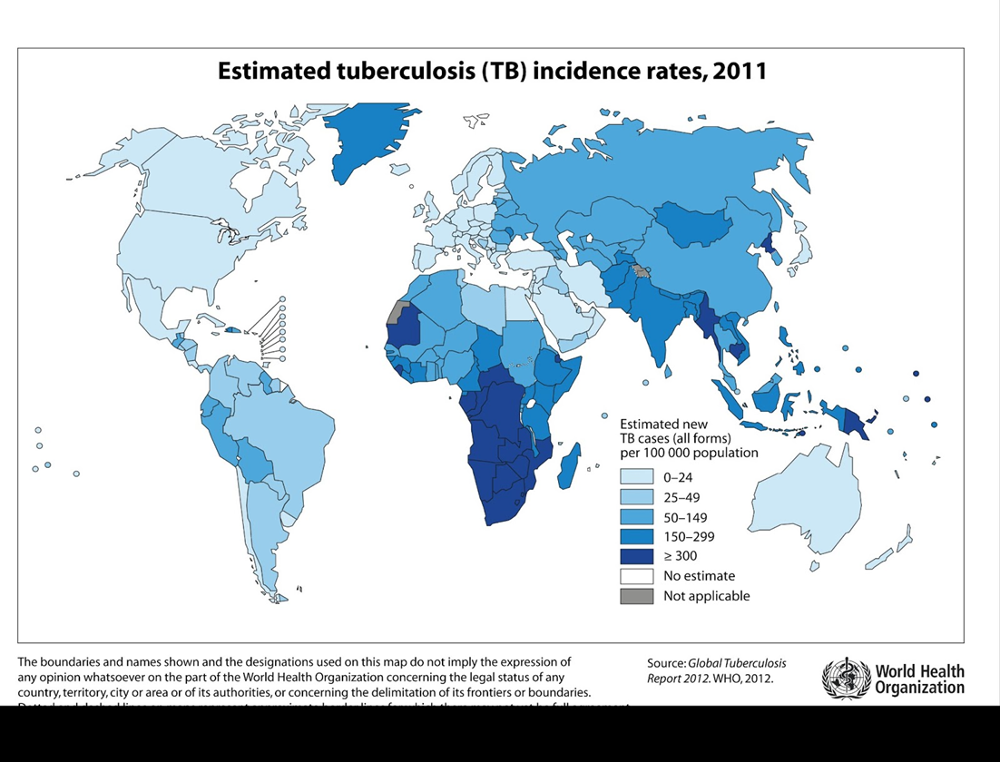 Estimated tuberculosis (TB) incidence rates, 2011
Estimated new
TB cases (all forms)
per 100 000 population
0–24
25–49
50–149
150–299
≥ 300
No estimate
Not applicable
The boundaries and names shown and the designations used on this map do not imply the expression of
any opinion whatsoever on the part of the World Health Organization concerning the legal status of any
country, territory, city or area or of its authorities, or concerning the delimitation of its frontiers or boundaries.
Source: Global Tuberculosis
Report 2012. WHO, 2012.
World Health
Organization